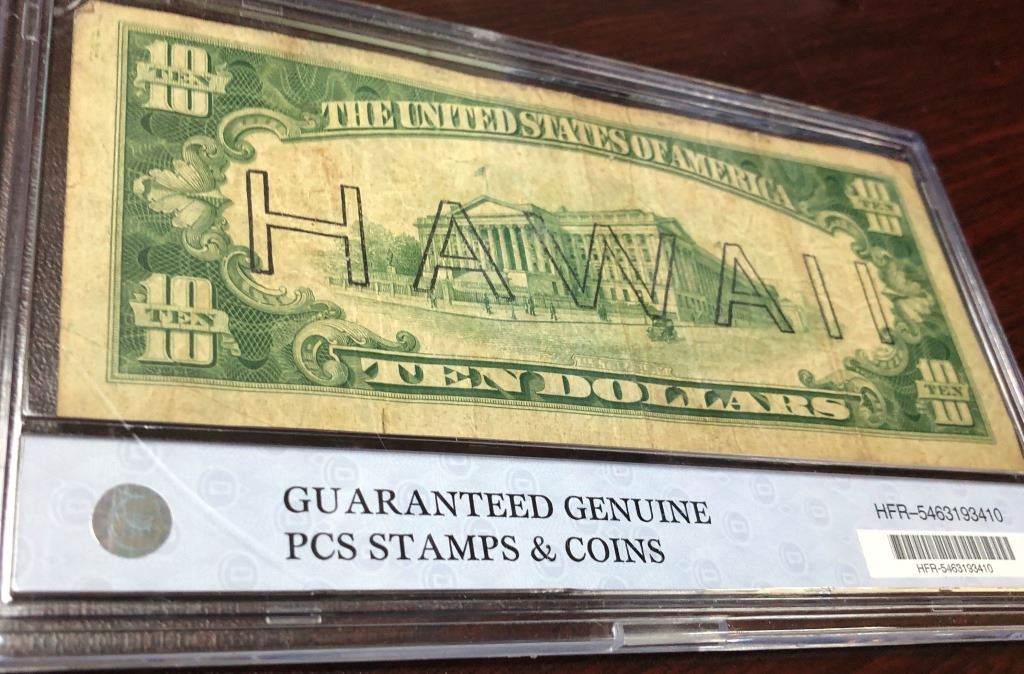 10
TEN
10
THE UNITED STATES OF AMERICA
10
TEN
10
HAWAII
10
TEN
10
TEN DOLLARS
10
TEN
10
GUARANTEED GENUINE
PCS STAMPS & COINS
HFR–5463193410
HFR-5463193410